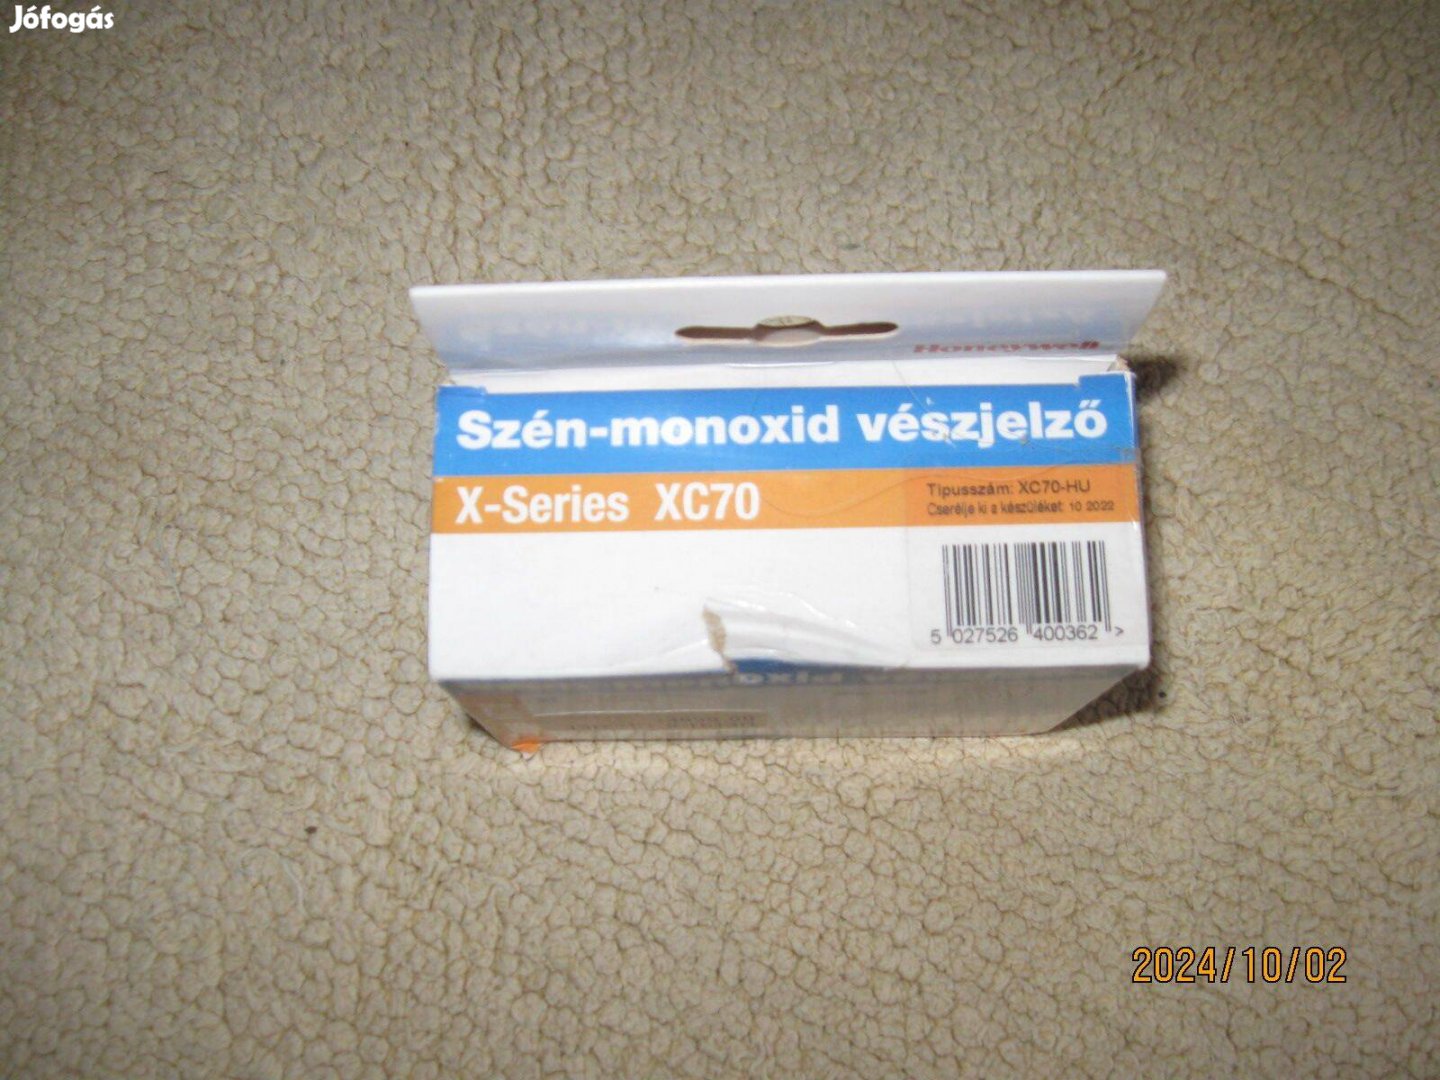 Jófogás
Honeywell
Szén-monoxid vészjelző
X-Series XC70
Típusszám: XC70-HU
Cserélje ki a készüléket: 10 2022
5 027526 400362 >
2024/10/02